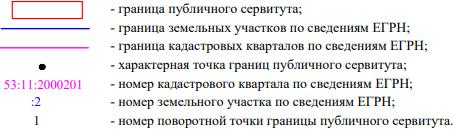 - граница публичного сервитута;
- граница земельных участков по сведениям ЕГРН;
- граница кадастровых кварталов по сведениям ЕГРН;
- характерная точка границ публичного сервитута;
53:11:2000201 - номер кадастрового квартала по сведениям ЕГРН;
:2 - номер земельного участка по сведениям ЕГРН;
1 - номер поворотной точки границы публичного сервитута.